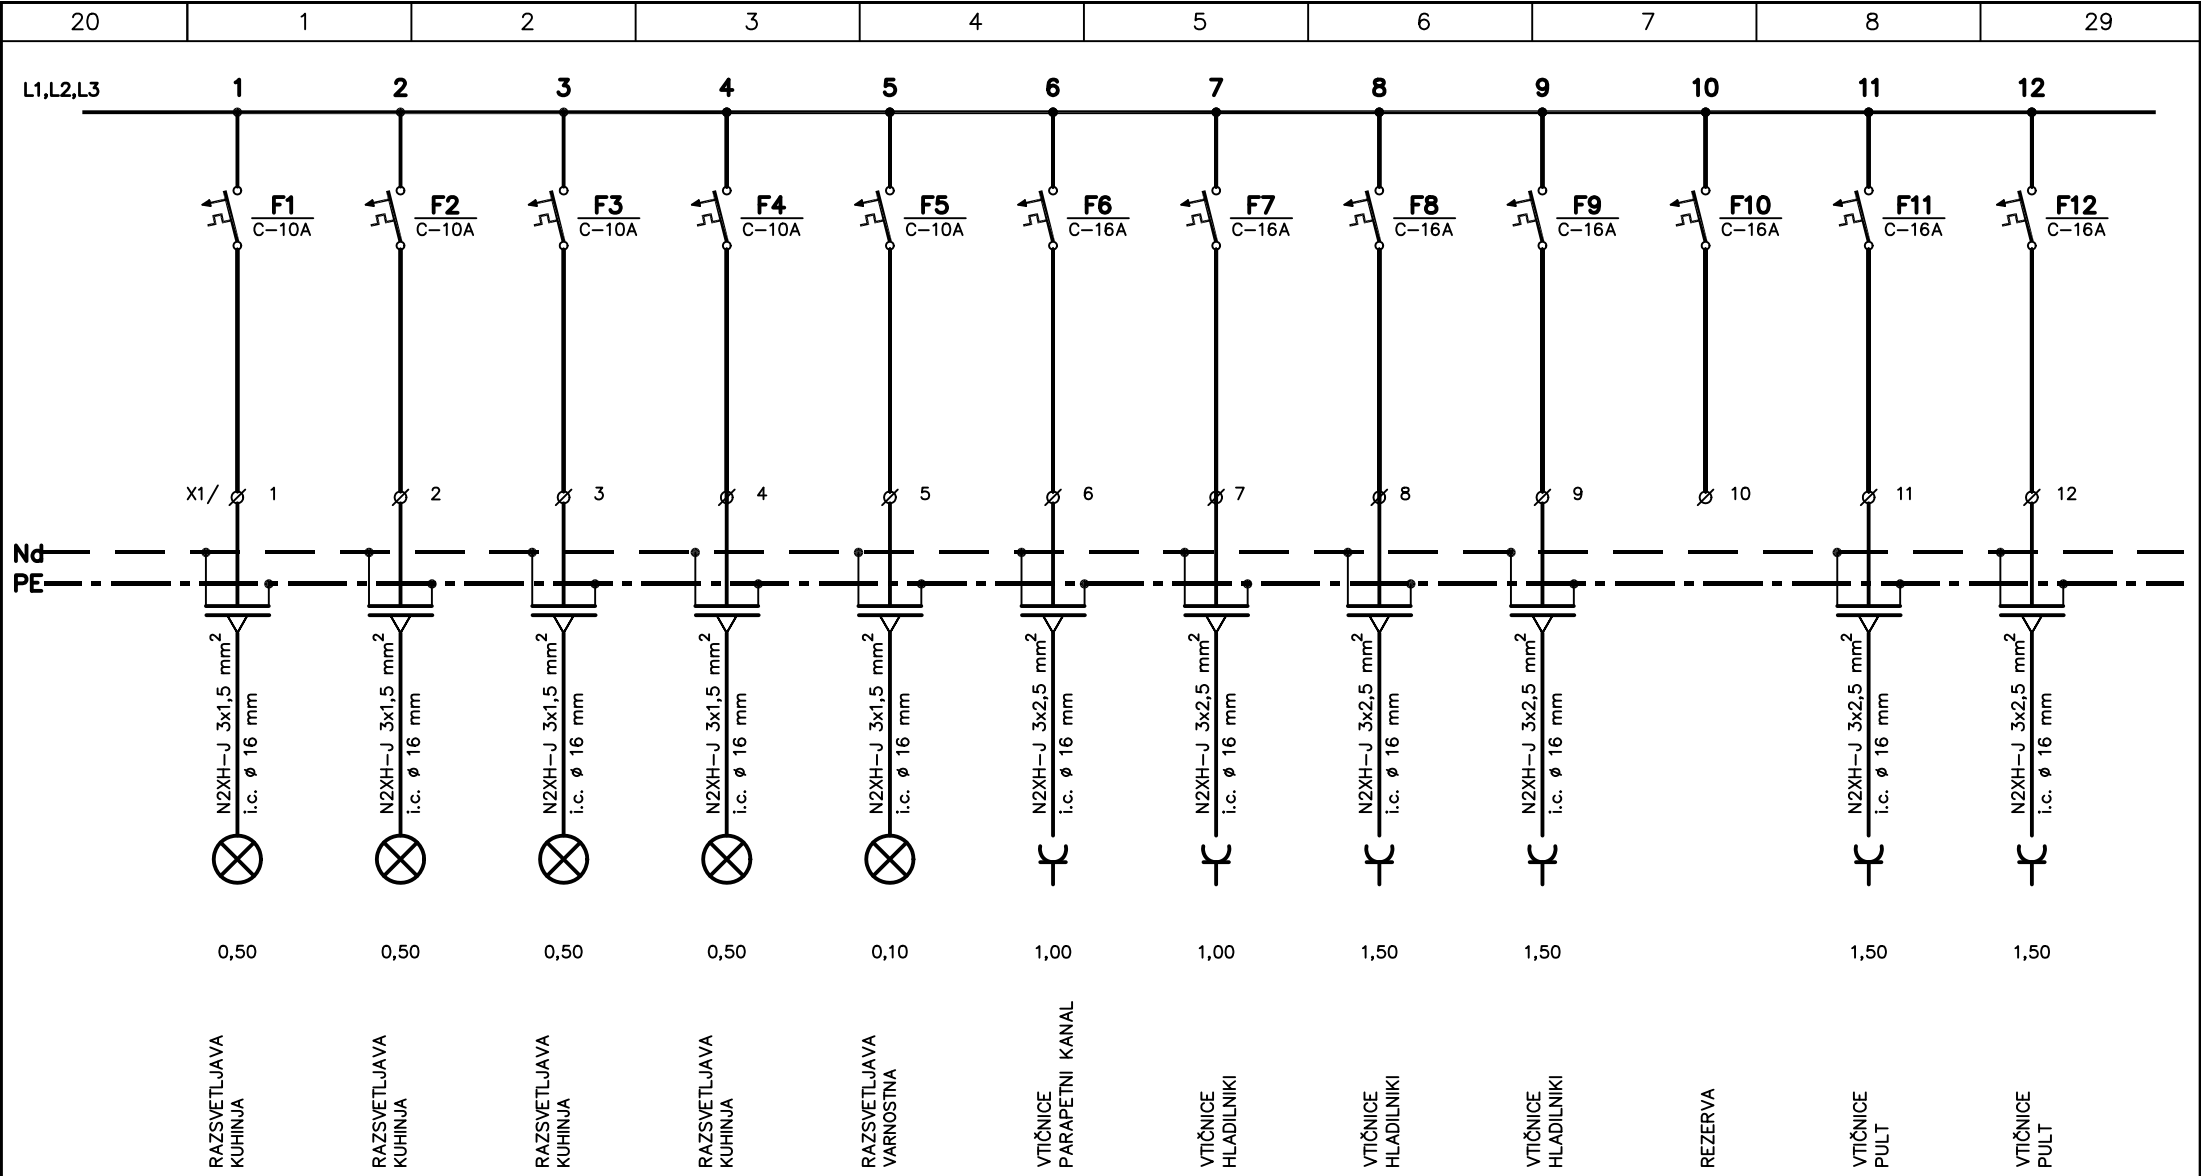 20 1 2 3 4 5 6 7 8 29
L1,L2,L3 1 2 3 4 5 6 7 8 9 10 11 12
F1 F2 F3 F4 F5 F6 F7 F8 F9 F10 F11 F12
C-10A C-10A C-10A C-10A C-10A C-16A C-16A C-16A C-16A C-16A C-16A C-16A
X1/ 1 2 3 4 5 6 7 8 9 10 11 12
Nd
PE
N2XH-J 3x1,5 mm²
i.c. ø 16 mm
N2XH-J 3x1,5 mm²
i.c. ø 16 mm
N2XH-J 3x1,5 mm²
i.c. ø 16 mm
N2XH-J 3x1,5 mm²
i.c. ø 16 mm
N2XH-J 3x1,5 mm²
i.c. ø 16 mm
N2XH-J 3x2,5 mm²
i.c. ø 16 mm
N2XH-J 3x2,5 mm²
i.c. ø 16 mm
N2XH-J 3x2,5 mm²
i.c. ø 16 mm
N2XH-J 3x2,5 mm²
i.c. ø 16 mm
N2XH-J 3x2,5 mm²
i.c. ø 16 mm
N2XH-J 3x2,5 mm²
i.c. ø 16 mm
0,50 0,50 0,50 0,50 0,10 1,00 1,00 1,50 1,50 1,50 1,50
RAZSVETLJAVA
KUHINJA
RAZSVETLJAVA
KUHINJA
RAZSVETLJAVA
KUHINJA
RAZSVETLJAVA
KUHINJA
RAZSVETLJAVA
VARNOSTNA
VTIČNICE
PARAPETNI KANAL
VTIČNICE
HLADILNIKI
VTIČNICE
HLADILNIKI
VTIČNICE
HLADILNIKI
REZERVA
VTIČNICE
PULT
VTIČNICE
PULT